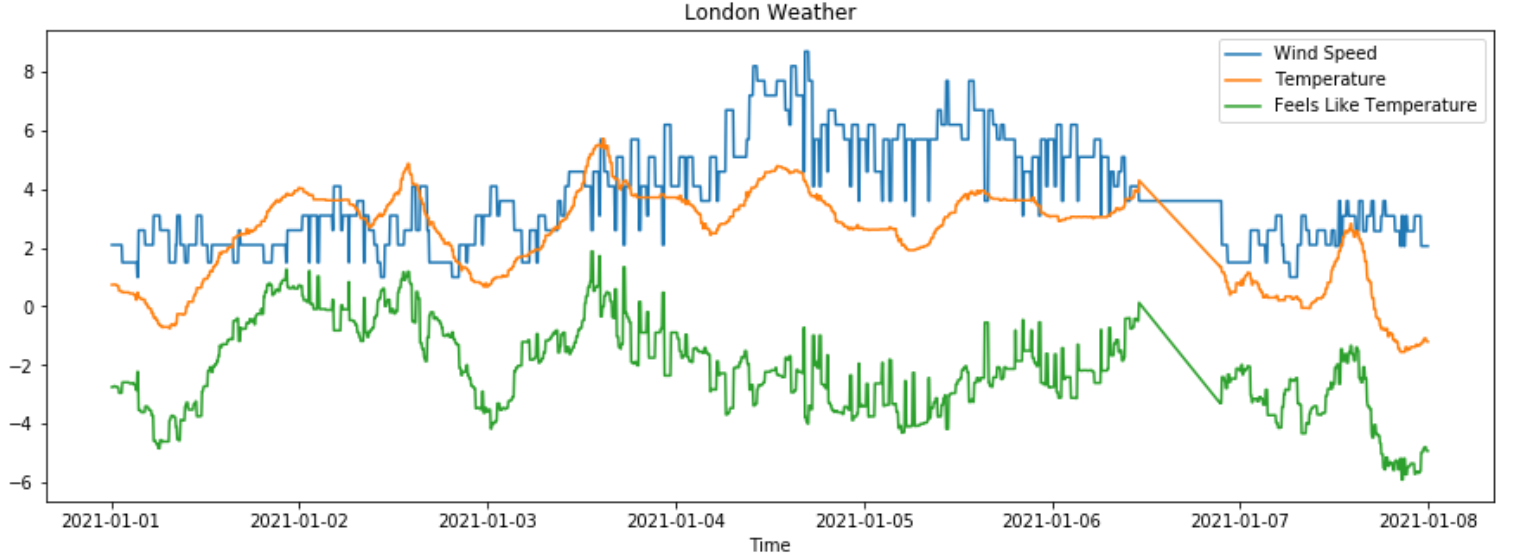 London Weather
Wind Speed
Temperature
Feels Like Temperature
8
6
4
2
0
−2
−4
−6
2021-01-01 2021-01-02 2021-01-03 2021-01-04 2021-01-05 2021-01-06 2021-01-07 2021-01-08
Time